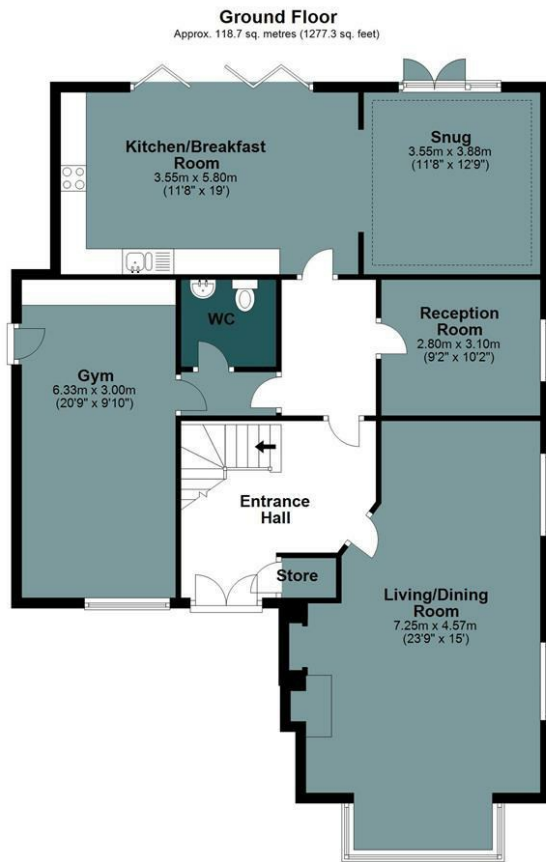 Ground Floor
Approx. 118.7 sq. metres (1277.3 sq. feet)
Kitchen/Breakfast
Room
3.55m x 5.80m
(11'8" x 19')
Snug
3.55m x 3.88m
(11'8" x 12'9")
WC
Reception
Room
2.80m x 3.10m
(9'2" x 10'2")
Gym
6.33m x 3.00m
(20'9" x 9'10")
Entrance
Hall
Store
Living/Dining
Room
7.25m x 4.57m
(23'9" x 15')